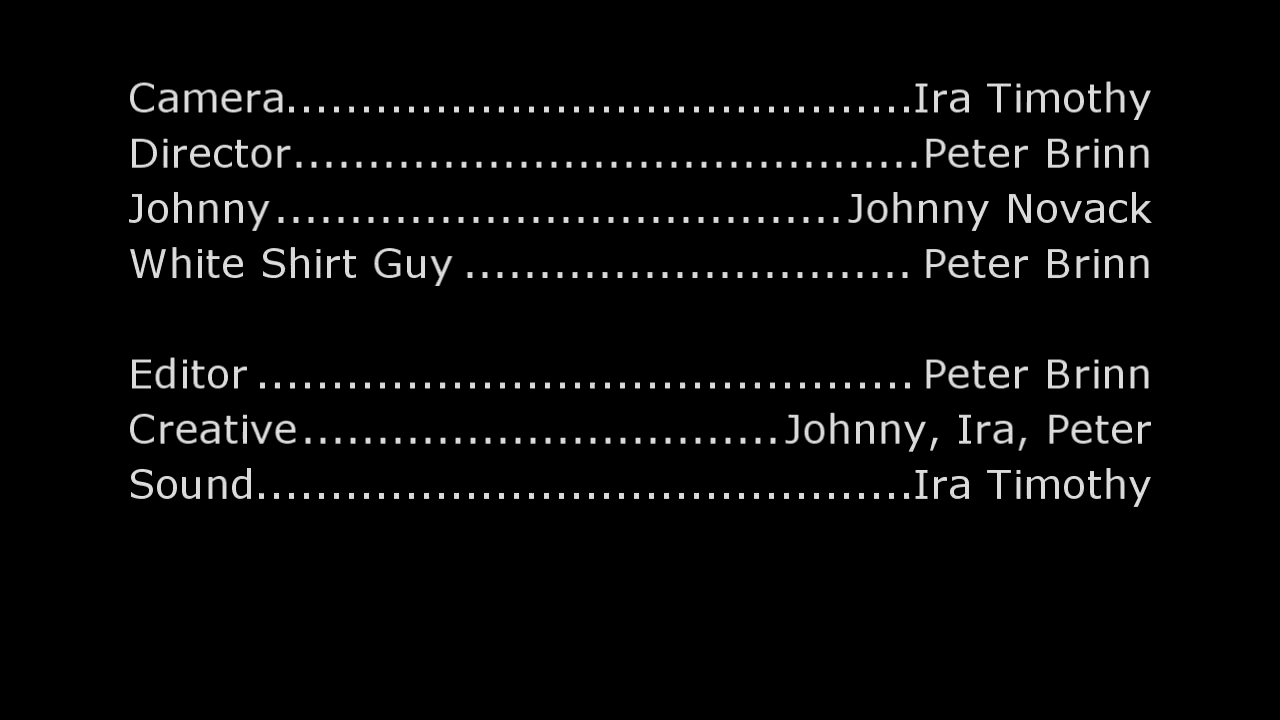 Camera..........................................Ira Timothy
Director..........................................Peter Brinn
Johnny......................................Johnny Novack
White Shirt Guy .............................. Peter Brinn
Editor ............................................ Peter Brinn
Creative................................Johnny, Ira, Peter
Sound............................................Ira Timothy